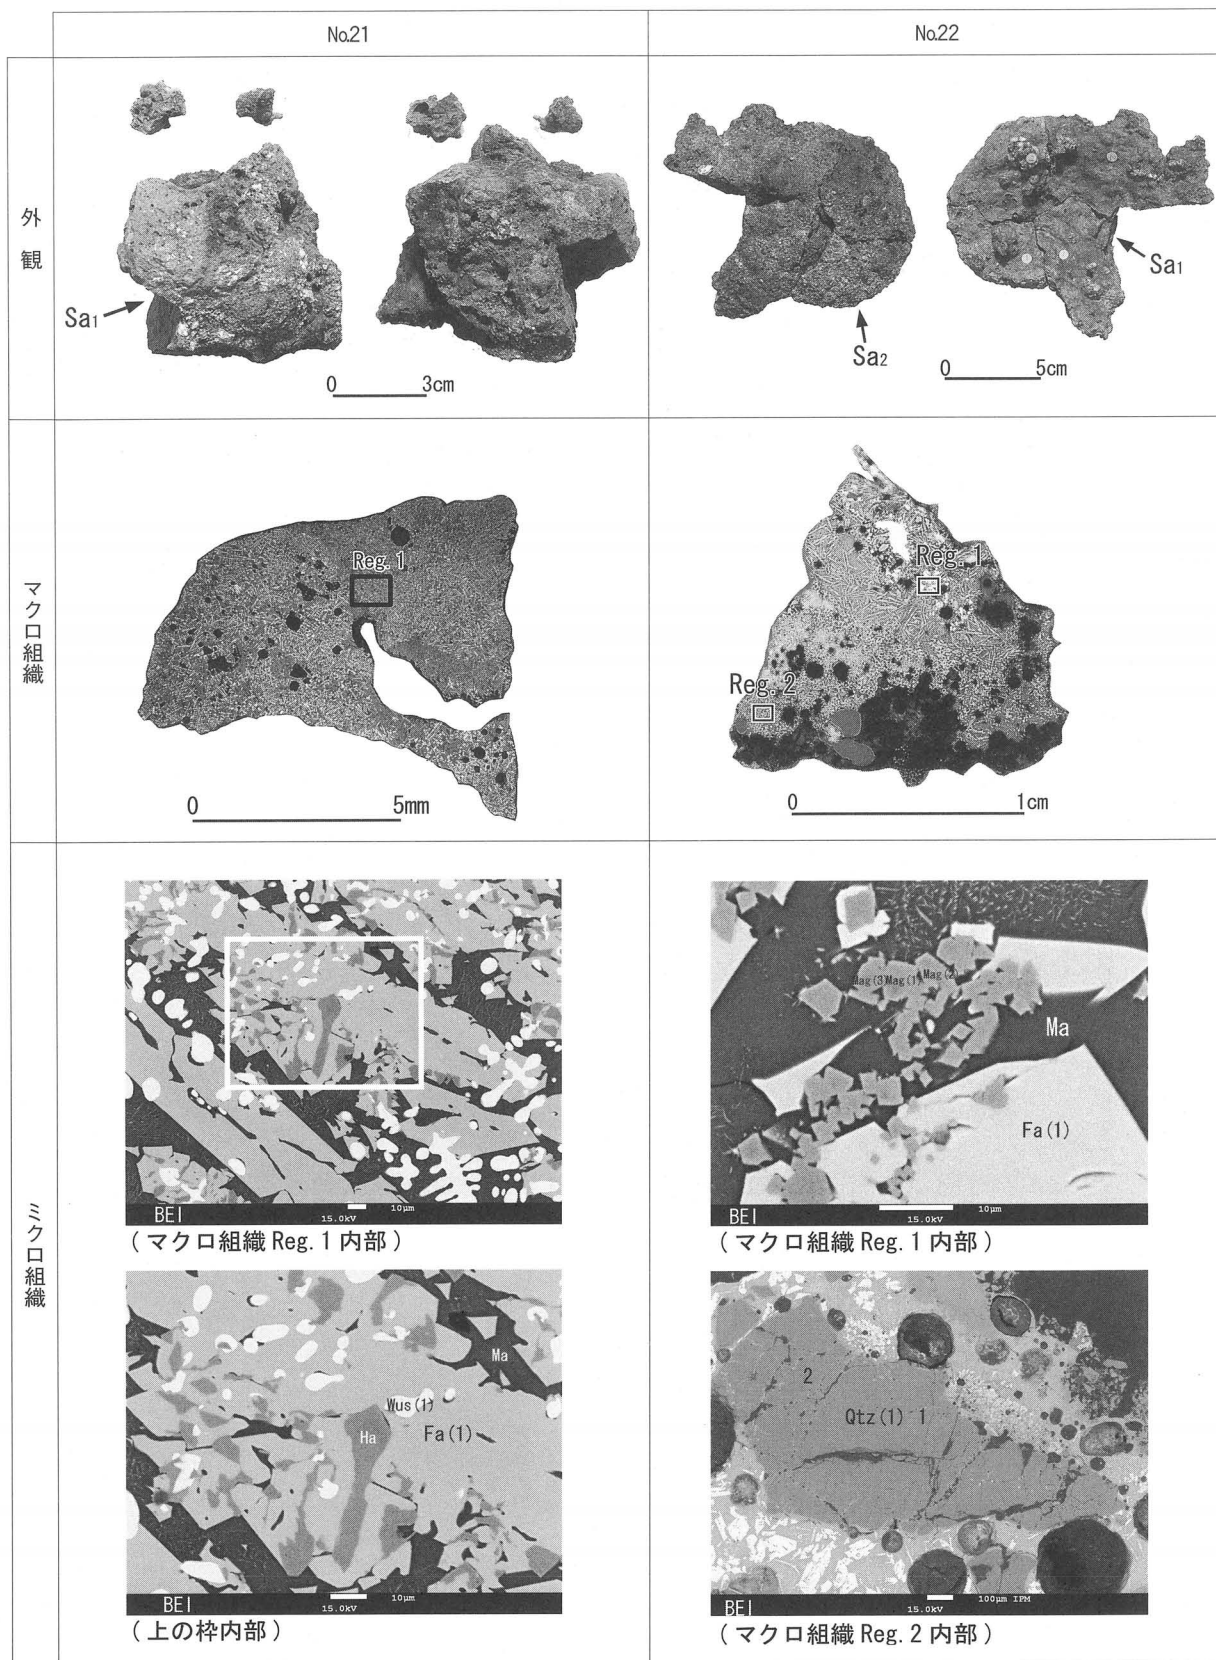 No.21
No.22
外観
Sa1
0 3cm
Sa2
Sa1
0 5cm
マクロ組織
Reg. 1
0 5mm
Reg. 1
Reg. 2
0 1cm
ミクロ組織
BEI 15.0kV 10μm
(マクロ組織 Reg. 1 内部)
Mag(3) Mag(1) Mag(2)
Ma
Fa(1)
BEI 15.0kV 10μm
(マクロ組織 Reg. 1 内部)
Ma
Wus(1)
Ha
Fa(1)
BEI 15.0kV 10μm
(上の枠内部)
2
Qtz(1) 1
BEI 15.0kV 100μm IPM
(マクロ組織 Reg. 2 内部)